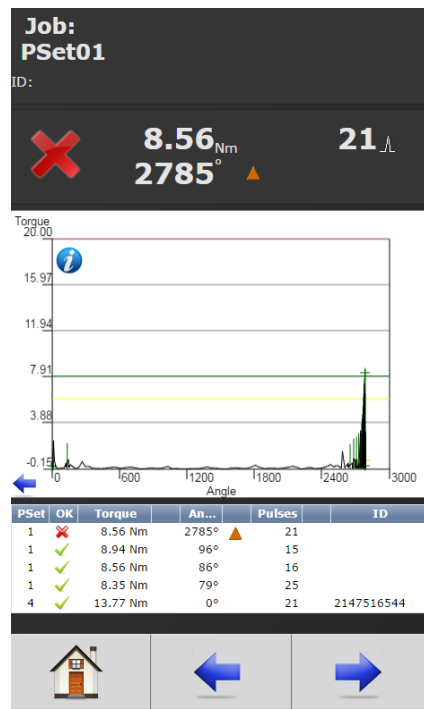 Job:
PSet01
ID:
8.56 Nm 21
2785°
Torque
20.00
15.97
11.94
7.91
3.88
-0.15
0 600 1200 1800 2400 3000
Angle
PSet OK Torque An... Pulses ID
1 8.56 Nm 2785° 21
1 8.94 Nm 96° 15
1 8.56 Nm 86° 16
1 8.35 Nm 79° 25
4 13.77 Nm 0° 21 2147516544